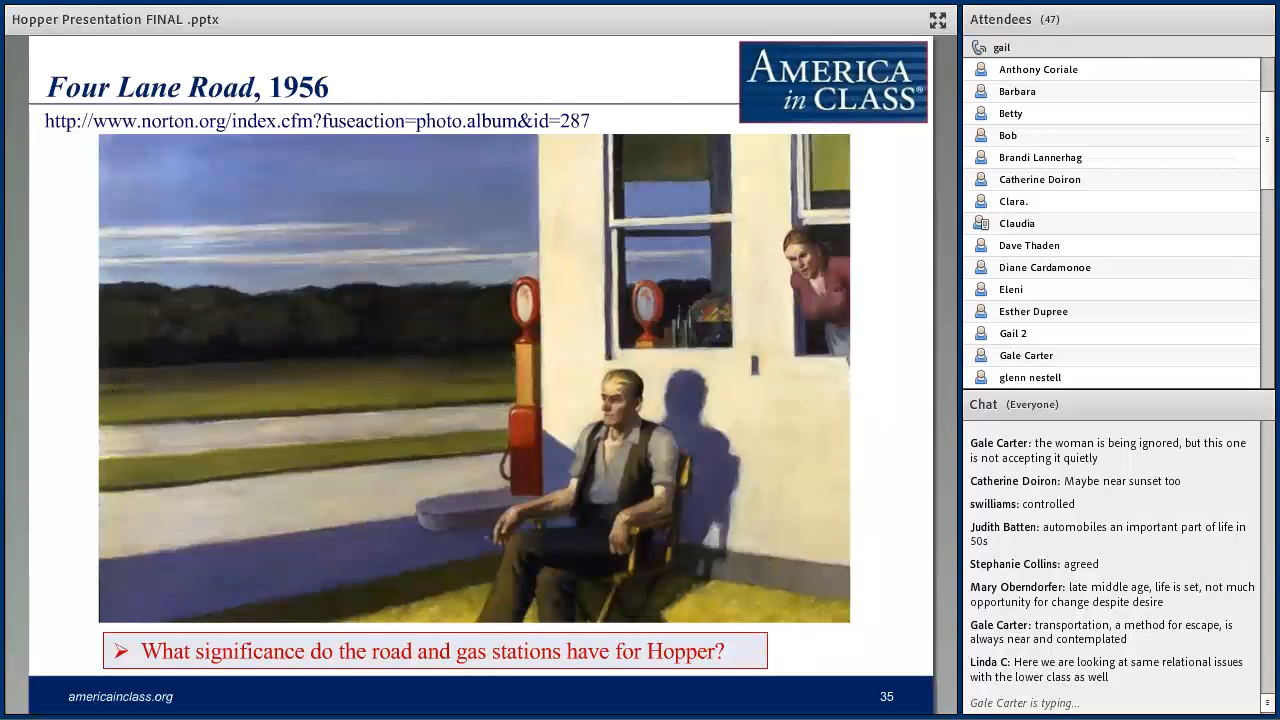 Hopper Presentation FINAL .pptx
Four Lane Road, 1956
AMERICA
in CLASS®
http://www.norton.org/index.cfm?fuseaction=photo.album&id=287
What significance do the road and gas stations have for Hopper?
americainclass.org
35
Attendees (47)
gail
Anthony Coriale
Barbara
Betty
Bob
Brandi Lannerhag
Catherine Doiron
Clara.
Claudia
Dave Thaden
Diane Cardamonoe
Eleni
Esther Dupree
Gail 2
Gale Carter
glenn nestell
Chat (Everyone)
Gale Carter: the woman is being ignored, but this one
is not accepting it quietly
Catherine Doiron: Maybe near sunset too
swilliams: controlled
Judith Batten: automobiles an important part of life in
50s
Stephanie Collins: agreed
Mary Oberndorfer: late middle age, life is set, not much
opportunity for change despite desire
Gale Carter: transportation, a method for escape, is
always near and contemplated
Linda C: Here we are looking at same relational issues
with the lower class as well
Gale Carter is typing...